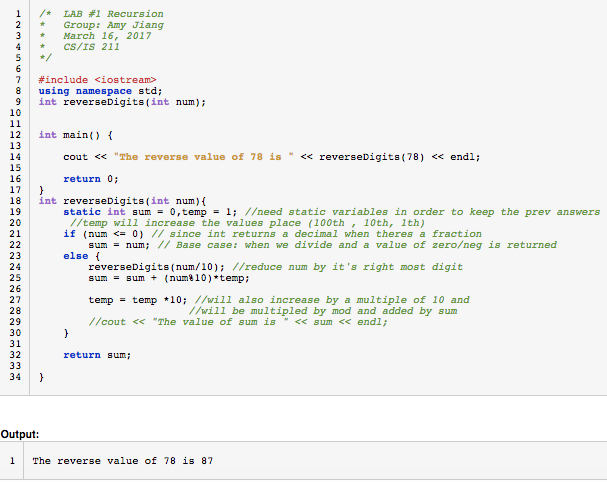 1 /*  LAB #1 Recursion
2 *   Group: Amy Jiang
3 *   March 16, 2017
4 *   CS/IS 211
5 */
6
7 #include <iostream>
8 using namespace std;
9 int reverseDigits(int num);
10
11
12 int main() {
13
14     cout << "The reverse value of 78 is " << reverseDigits(78) << endl;
15
16     return 0;
17 }
18 int reverseDigits(int num){
19     static int sum = 0,temp = 1; //need static variables in order to keep the prev answers
20      //temp will increase the values place (100th , 10th, 1th)
21     if (num <= 0) // since int returns a decimal when theres a fraction
22         sum = num; // Base case: when we divide and a value of zero/neg is returned
23     else {
24         reverseDigits(num/10); //reduce num by it's right most digit
25         sum = sum + (num%10)*temp;
26
27         temp = temp *10; //will also increase by a multiple of 10 and
28                         //will be multipled by mod and added by sum
29         //cout << "The value of sum is " << sum << endl;
30     }
31
32     return sum;
33
34 }
Output:
1 The reverse value of 78 is 87